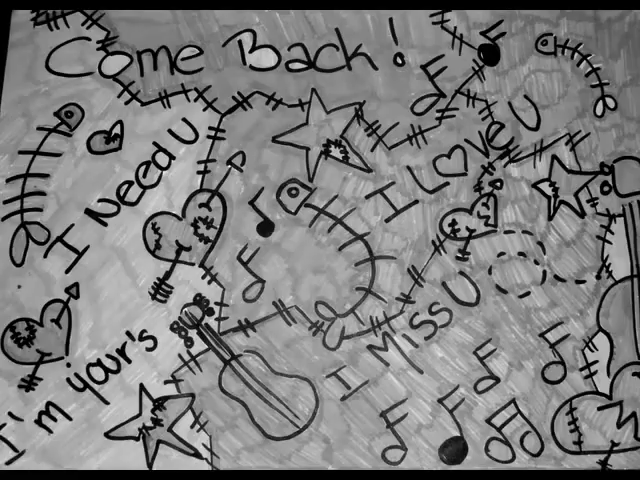 Come Back!
I Need U
I Love U
I Miss U
I'm your's